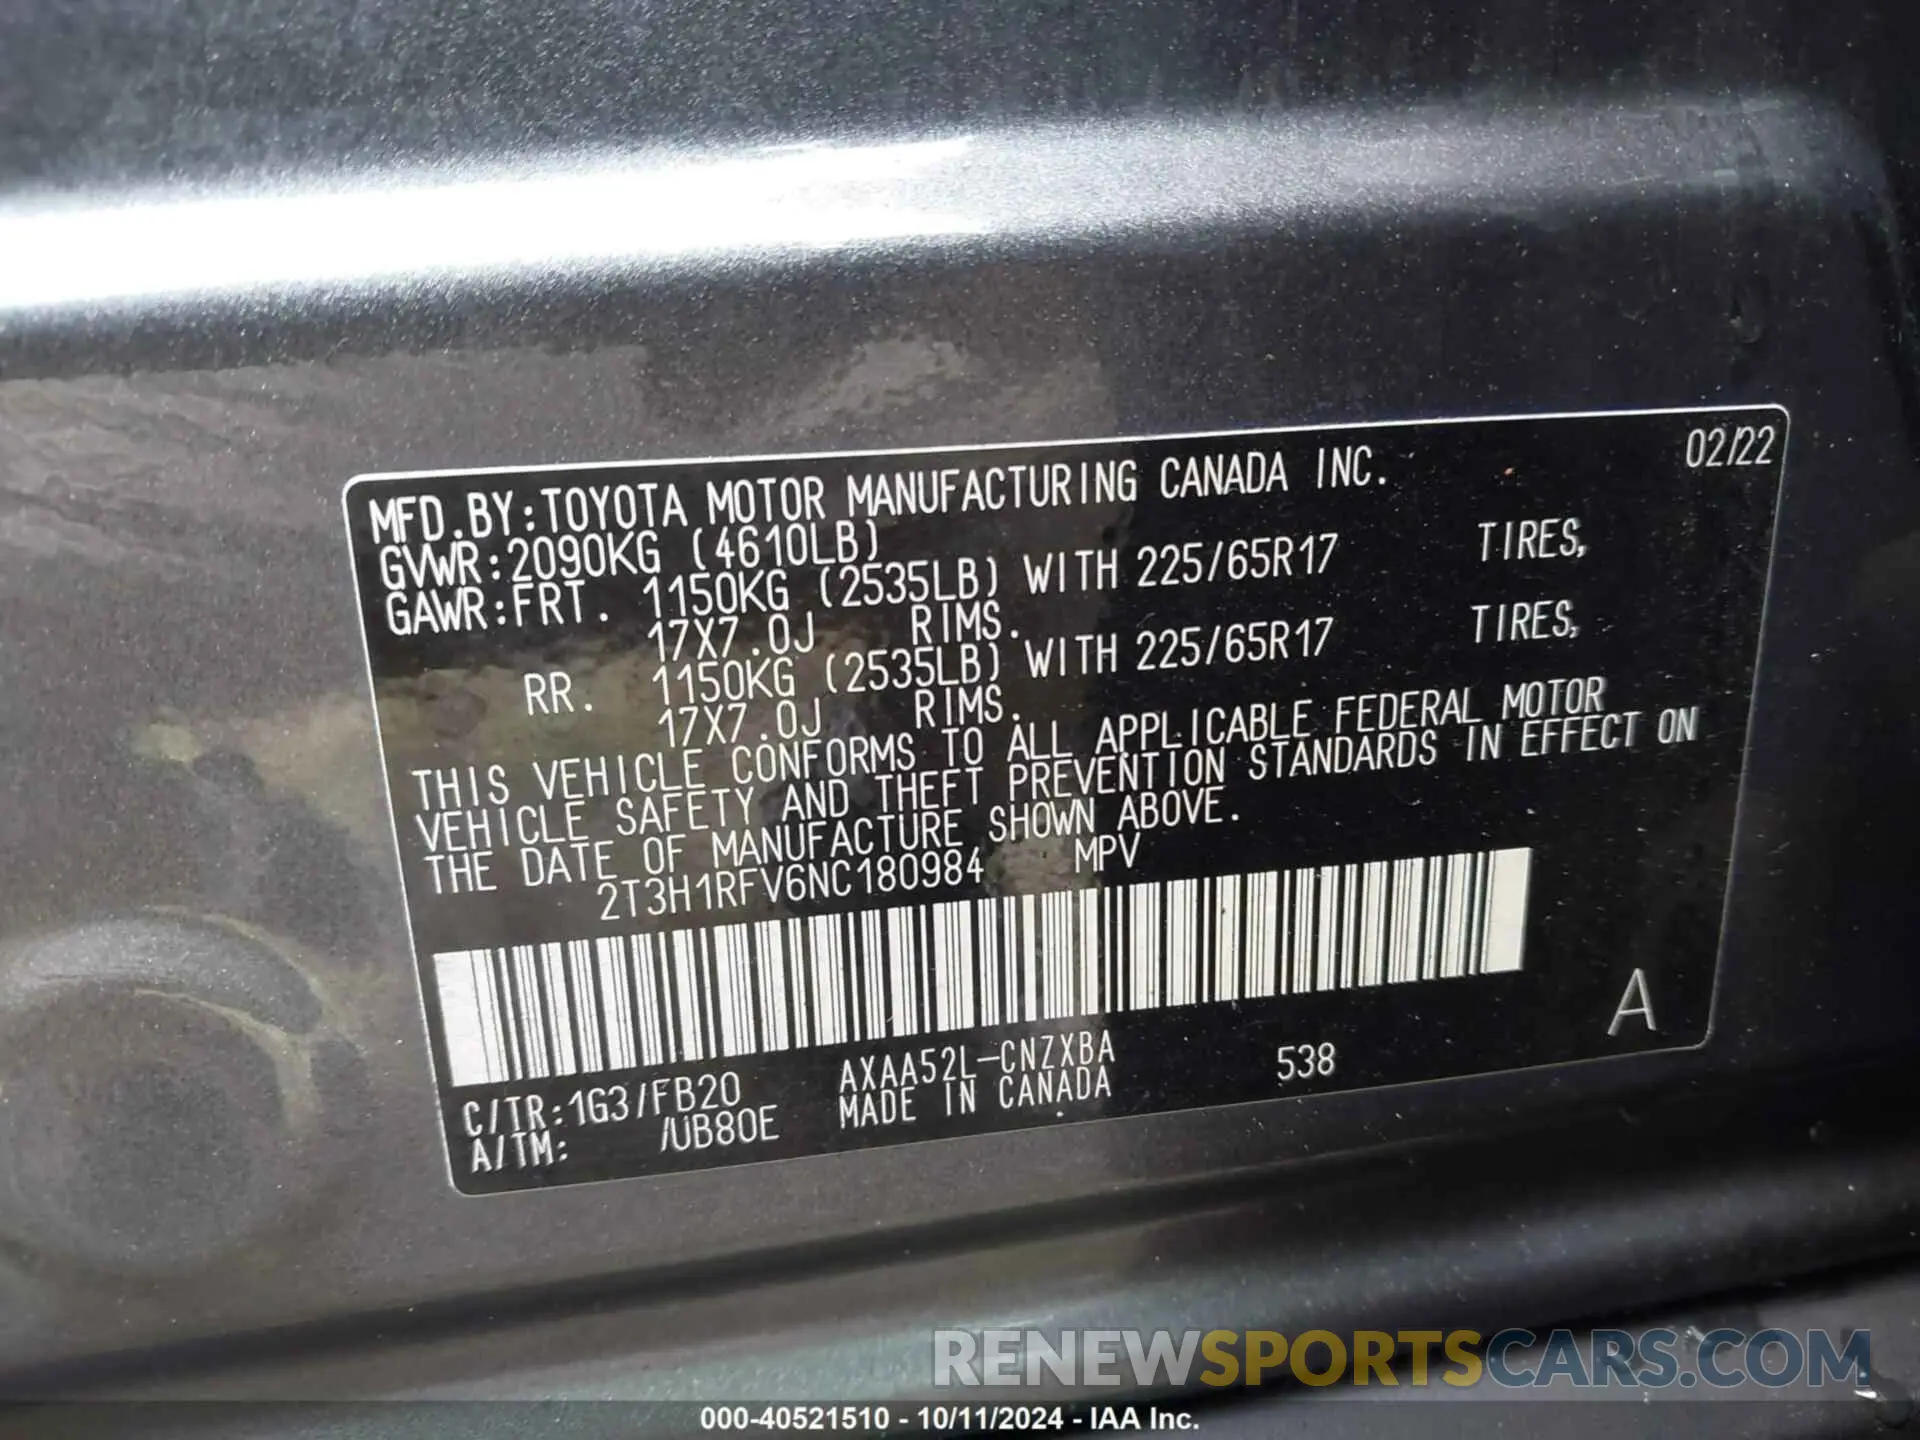 02/22
MFD.BY:TOYOTA MOTOR MANUFACTURING CANADA INC.
GVWR:2090KG (4610LB)
GAWR:FRT. 1150KG (2535LB) WITH 225/65R17 TIRES,
17X7.0J RIMS.
RR. 1150KG (2535LB) WITH 225/65R17 TIRES,
17X7.0J RIMS.
THIS VEHICLE CONFORMS TO ALL APPLICABLE FEDERAL MOTOR
VEHICLE SAFETY AND THEFT PREVENTION STANDARDS IN EFFECT ON
THE DATE OF MANUFACTURE SHOWN ABOVE.
2T3H1RFV6NC180984 MPV
A
C/TR:1G3/FB20 AXAA52L-CNZXBA 538
A/TM: /UB80E MADE IN CANADA
RENEWSPORTSCARS.COM
000-40521510 - 10/11/2024 - IAA Inc.